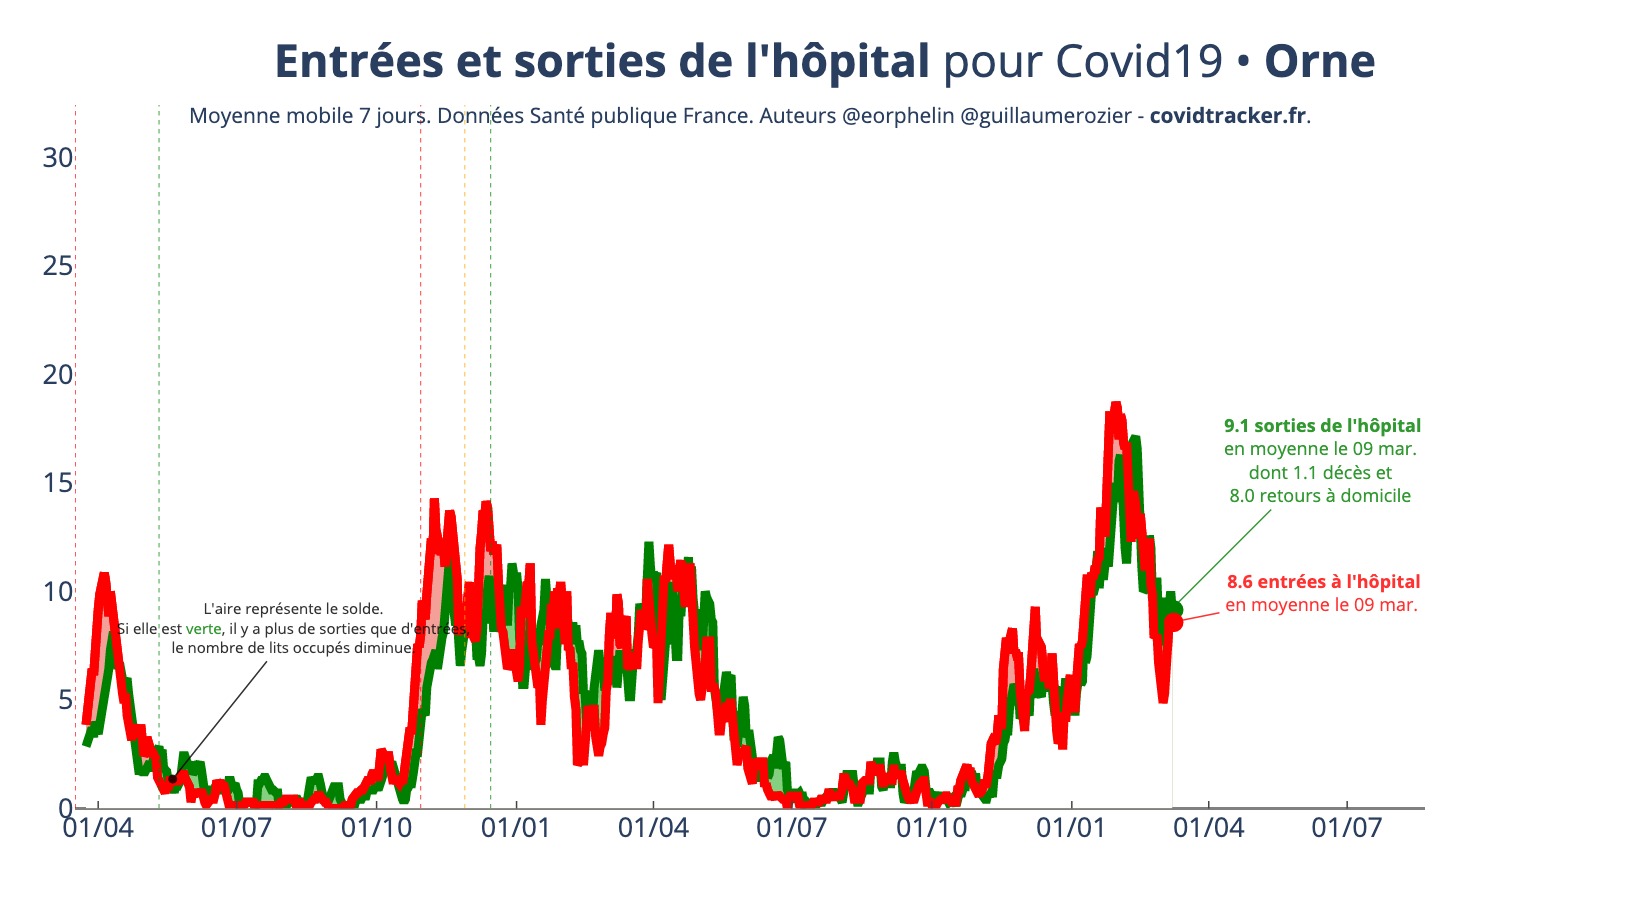 Entrées et sorties de l'hôpital pour Covid19 • Orne
Moyenne mobile 7 jours. Données Santé publique France. Auteurs @eorphelin @guillaumerozier - covidtracker.fr.
30
25
20
15
10
5
0
9.1 sorties de l'hôpital
en moyenne le 09 mar.
dont 1.1 décès et
8.0 retours à domicile
8.6 entrées à l'hôpital
en moyenne le 09 mar.
L'aire représente le solde.
Si elle est verte, il y a plus de sorties que d'entrées,
le nombre de lits occupés diminue.
01/04 01/07 01/10 01/01 01/04 01/07 01/10 01/01 01/04 01/07